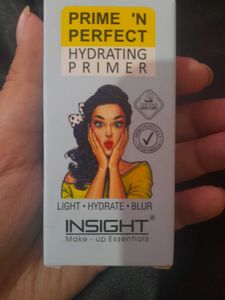 PRIME 'N
PERFECT
HYDRATING
PRIMER
LIGHT • HYDRATE • BLUR
INSIGHT®
Make - up Essentials